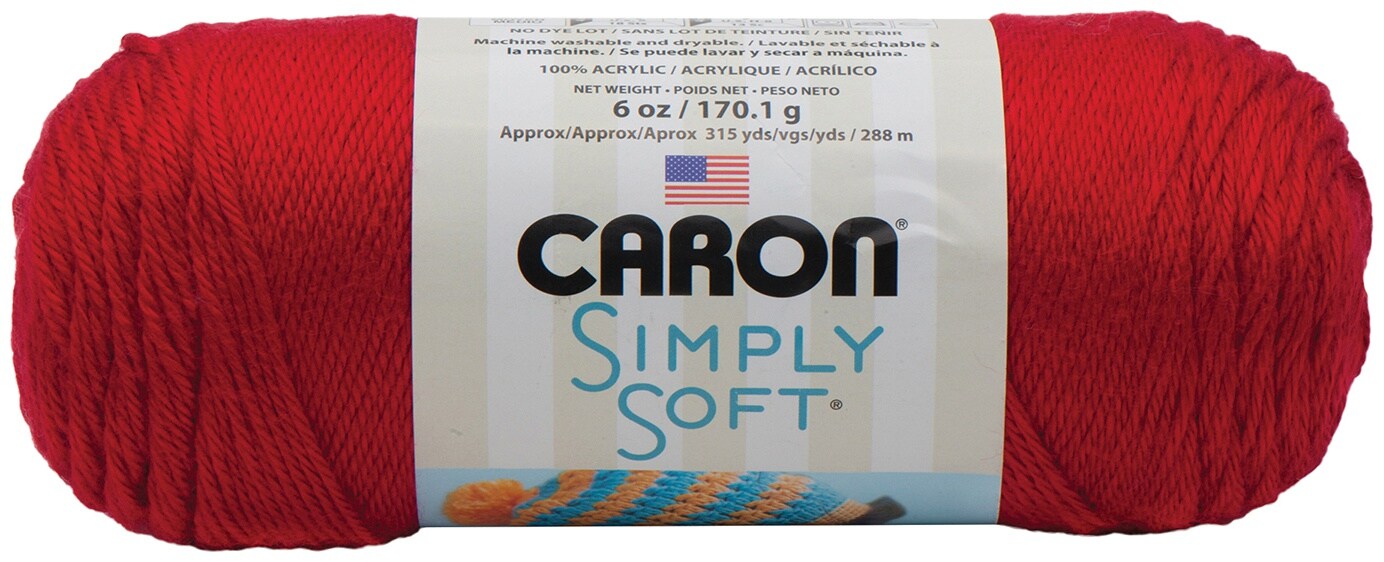 NO DYE LOT / SANS LOT DE TEINTURE / SIN TEÑIR
Machine washable and dryable. / Lavable et séchable à
la machine. / Se puede lavar y secar a máquina.
100% ACRYLIC / ACRYLIQUE / ACRÍLICO
NET WEIGHT • POIDS NET • PESO NETO
6 oz / 170.1 g
Approx/Approx/Aprox 315 yds/vgs/yds / 288 m
CARON®
SIMPLY
SOFT®